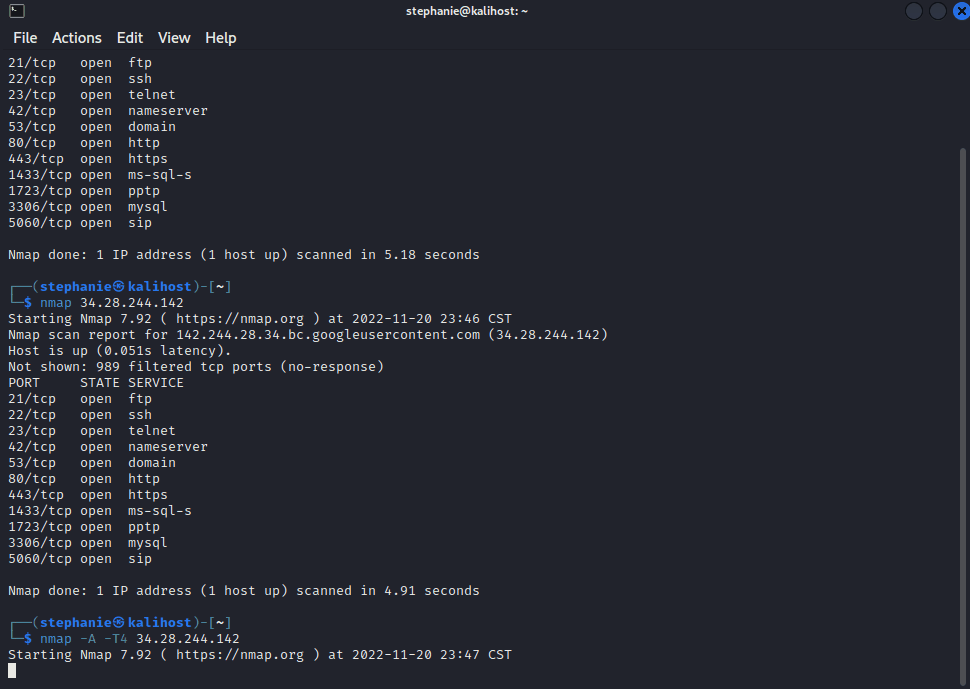 stephanie@kalihost: ~
File Actions Edit View Help
21/tcp   open  ftp
22/tcp   open  ssh
23/tcp   open  telnet
42/tcp   open  nameserver
53/tcp   open  domain
80/tcp   open  http
443/tcp  open  https
1433/tcp open  ms-sql-s
1723/tcp open  pptp
3306/tcp open  mysql
5060/tcp open  sip
Nmap done: 1 IP address (1 host up) scanned in 5.18 seconds
┌──(stephanie㉿kalihost)-[~]
└─$ nmap 34.28.244.142
Starting Nmap 7.92 ( https://nmap.org ) at 2022-11-20 23:46 CST
Nmap scan report for 142.244.28.34.bc.googleusercontent.com (34.28.244.142)
Host is up (0.051s latency).
Not shown: 989 filtered tcp ports (no-response)
PORT     STATE SERVICE
21/tcp   open  ftp
22/tcp   open  ssh
23/tcp   open  telnet
42/tcp   open  nameserver
53/tcp   open  domain
80/tcp   open  http
443/tcp  open  https
1433/tcp open  ms-sql-s
1723/tcp open  pptp
3306/tcp open  mysql
5060/tcp open  sip
Nmap done: 1 IP address (1 host up) scanned in 4.91 seconds
┌──(stephanie㉿kalihost)-[~]
└─$ nmap -A -T4 34.28.244.142
Starting Nmap 7.92 ( https://nmap.org ) at 2022-11-20 23:47 CST